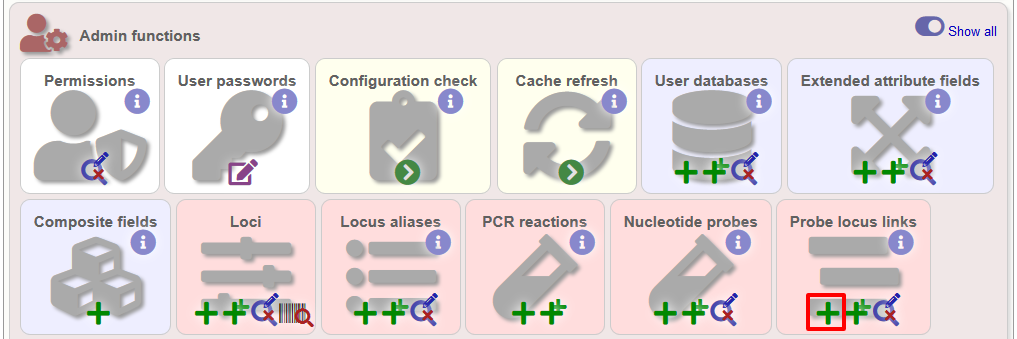 Admin functions
Show all
Permissions
User passwords
Configuration check
Cache refresh
User databases
Extended attribute fields
Composite fields
Loci
Locus aliases
PCR reactions
Nucleotide probes
Probe locus links